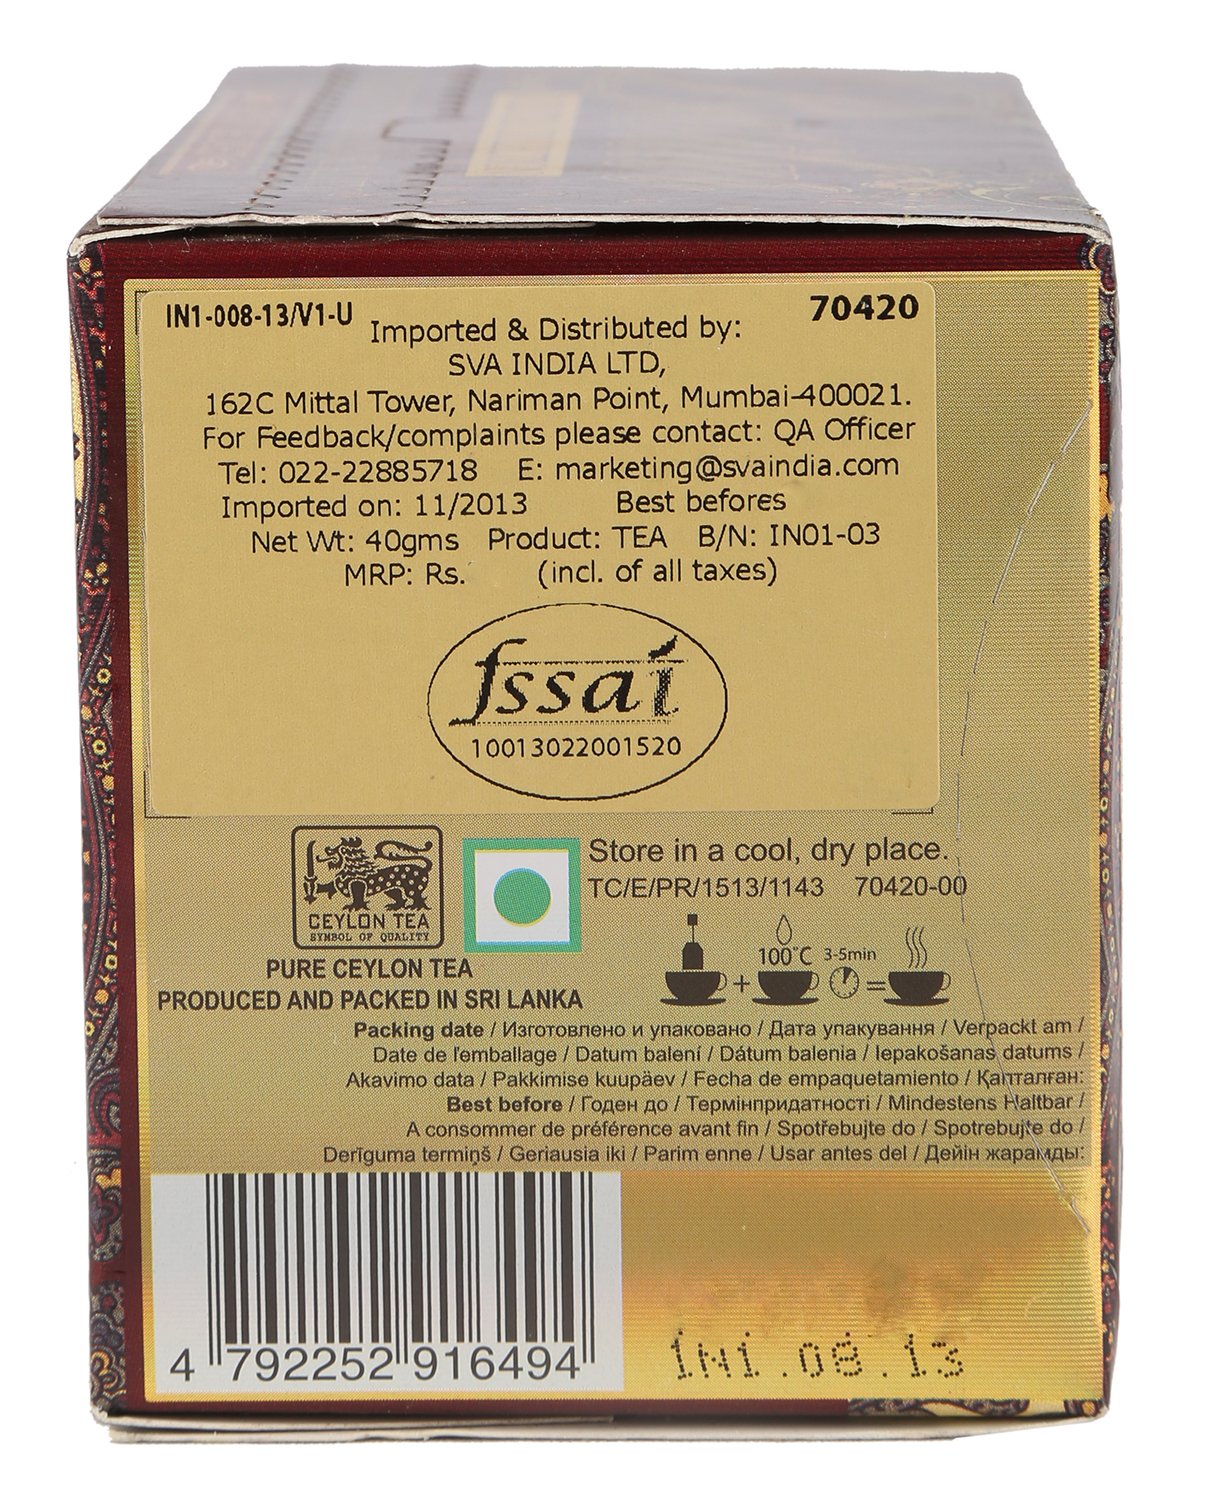 IN1-008-13/V1-U
70420
Imported & Distributed by:
SVA INDIA LTD,
162C Mittal Tower, Nariman Point, Mumbai-400021.
For Feedback/complaints please contact: QA Officer
Tel: 022-22885718 E: marketing@svaindia.com
Imported on: 11/2013 Best befores
Net Wt: 40gms Product: TEA B/N: IN01-03
MRP: Rs. (incl. of all taxes)
fssai
10013022001520
CEYLON TEA
SYMBOL OF QUALITY
Store in a cool, dry place.
TC/E/PR/1513/1143 70420-00
100°C 3-5min
+ =
PURE CEYLON TEA
PRODUCED AND PACKED IN SRI LANKA
Packing date / Изготовлено и упаковано / Дата упакування / Verpackt am /
Date de l'emballage / Datum balení / Dátum balenia / Iepakošanas datums /
Akavimo data / Pakkimise kuupäev / Fecha de empaquetamiento / Қапталған:
Best before / Годен до / Термінпридатності / Mindestens Haltbar /
A consommer de préférence avant fin / Spotřebujte do / Spotrebujte do /
Derīguma termiņš / Geriausia iki / Parim enne / Usar antes del / Дейін жарамды:
4 792252 916494
IN1.08.13